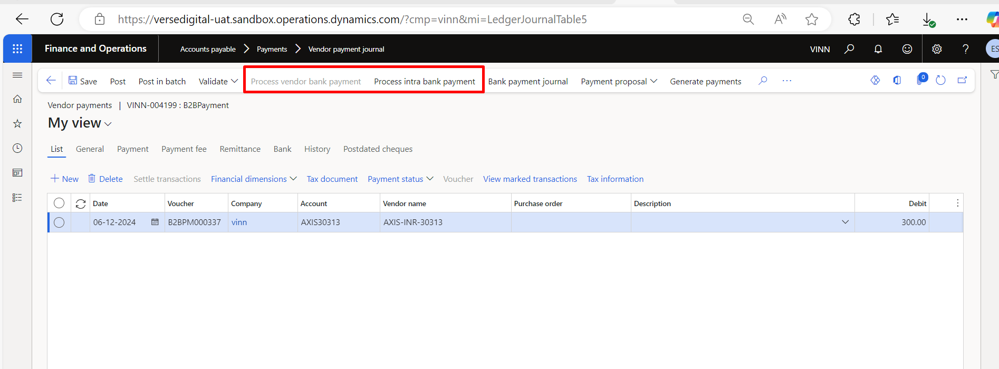 https://versedigital-uat.sandbox.operations.dynamics.com/?cmp=vinn&mi=LedgerJournalTable5
Finance and Operations Accounts payable Payments Vendor payment journal VINN ? ES
Save Post Post in batch Validate Process vendor bank payment Process intra bank payment Bank payment journal Payment proposal Generate payments ... 0
Vendor payments | VINN-004199 : B2BPayment
My view
List General Payment Payment fee Remittance Bank History Postdated cheques
New Delete Settle transactions Financial dimensions Tax document Payment status Voucher View marked transactions Tax information
Date Voucher Company Account Vendor name Purchase order Description Debit
06-12-2024 B2BPM000337 vinn AXIS30313 AXIS-INR-30313 300.00